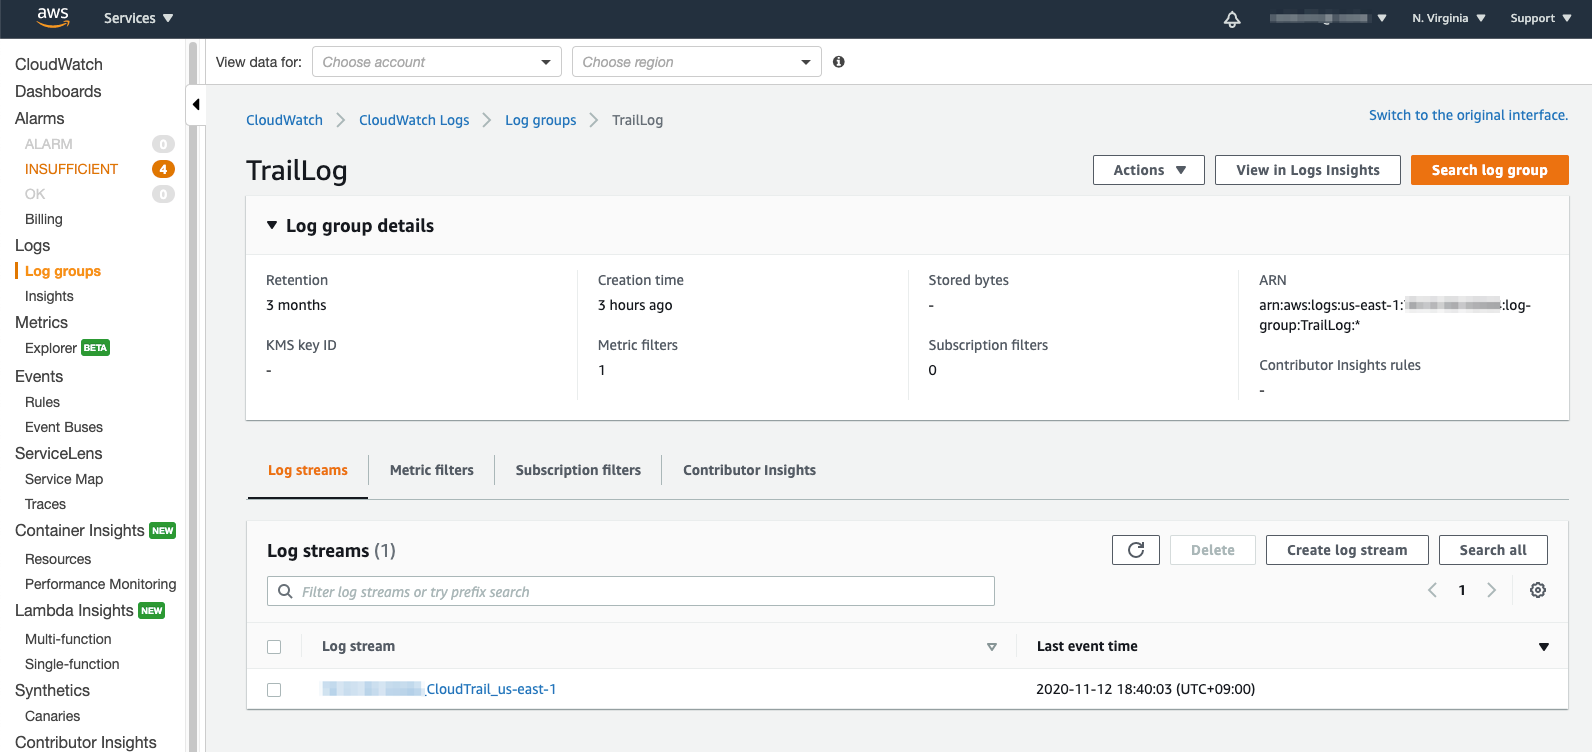 aws
Services
N. Virginia
Support
CloudWatch
Dashboards
Alarms
ALARM 0
INSUFFICIENT 4
OK 0
Billing
Logs
Log groups
Insights
Metrics
Explorer BETA
Events
Rules
Event Buses
ServiceLens
Service Map
Traces
Container Insights NEW
Resources
Performance Monitoring
Lambda Insights NEW
Multi-function
Single-function
Synthetics
Canaries
Contributor Insights
View data for: Choose account Choose region
CloudWatch CloudWatch Logs Log groups TrailLog
Switch to the original interface.
TrailLog
Actions View in Logs Insights Search log group
Log group details
Retention
3 months
KMS key ID
-
Creation time
3 hours ago
Metric filters
1
Stored bytes
-
Subscription filters
0
ARN
arn:aws:logs:us-east-1: :log-
group:TrailLog:*
Contributor Insights rules
-
Log streams Metric filters Subscription filters Contributor Insights
Log streams (1)
Delete Create log stream Search all
Filter log streams or try prefix search
1
Log stream Last event time
_CloudTrail_us-east-1 2020-11-12 18:40:03 (UTC+09:00)